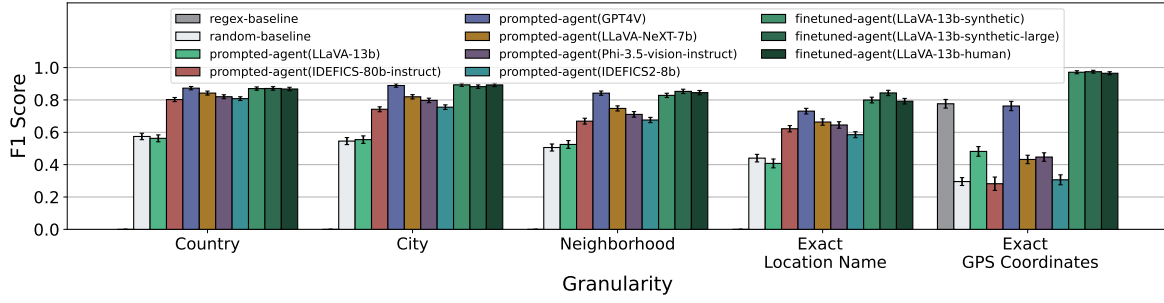 regex-baseline
random-baseline
prompted-agent(LLaVA-13b)
prompted-agent(IDEFICS-80b-instruct)
prompted-agent(GPT4V)
prompted-agent(LLaVA-NeXT-7b)
prompted-agent(Phi-3.5-vision-instruct)
prompted-agent(IDEFICS2-8b)
finetuned-agent(LLaVA-13b-synthetic)
finetuned-agent(LLaVA-13b-synthetic-large)
finetuned-agent(LLaVA-13b-human)
F1 Score
1.0
0.8
0.6
0.4
0.2
0.0
Country
City
Neighborhood
Exact
Location Name
Exact
GPS Coordinates
Granularity